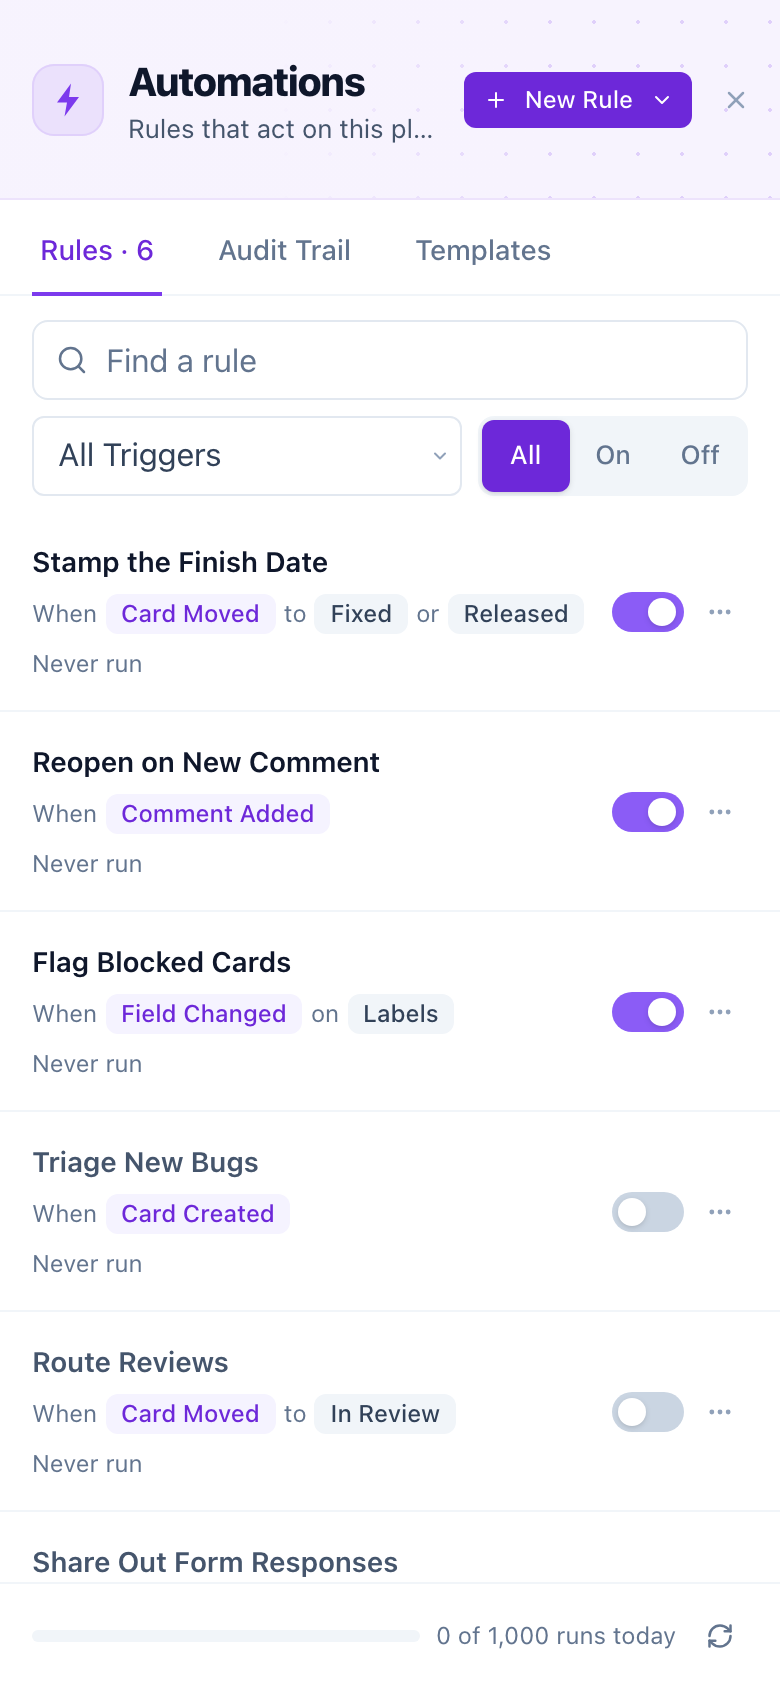 Automations
Rules that act on this pl...
New Rule
Rules · 6
Audit Trail
Templates
Find a rule
All Triggers
All
On
Off
Stamp the Finish Date
When Card Moved to Fixed or Released
Never run
Reopen on New Comment
When Comment Added
Never run
Flag Blocked Cards
When Field Changed on Labels
Never run
Triage New Bugs
When Card Created
Never run
Route Reviews
When Card Moved to In Review
Never run
Share Out Form Responses
0 of 1,000 runs today